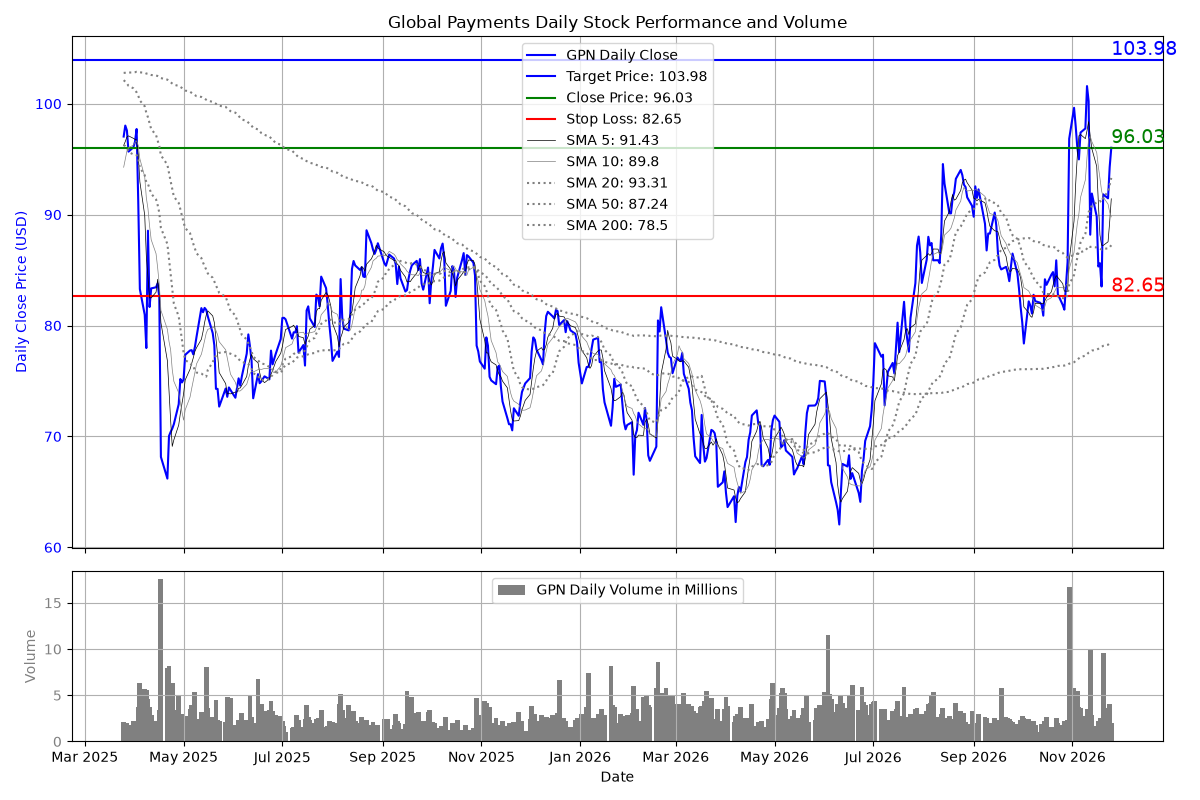 Global Payments Daily Stock Performance and Volume
103.98
96.03
82.65
GPN Daily Close
Target Price: 103.98
Close Price: 96.03
Stop Loss: 82.65
SMA 5: 91.43
SMA 10: 89.8
SMA 20: 93.31
SMA 50: 87.24
SMA 200: 78.5
Daily Close Price (USD)
100
90
80
70
60
GPN Daily Volume in Millions
Volume
15
10
5
0
Mar 2025 May 2025 Jul 2025 Sep 2025 Nov 2025 Jan 2026 Mar 2026 May 2026 Jul 2026 Sep 2026 Nov 2026
Date